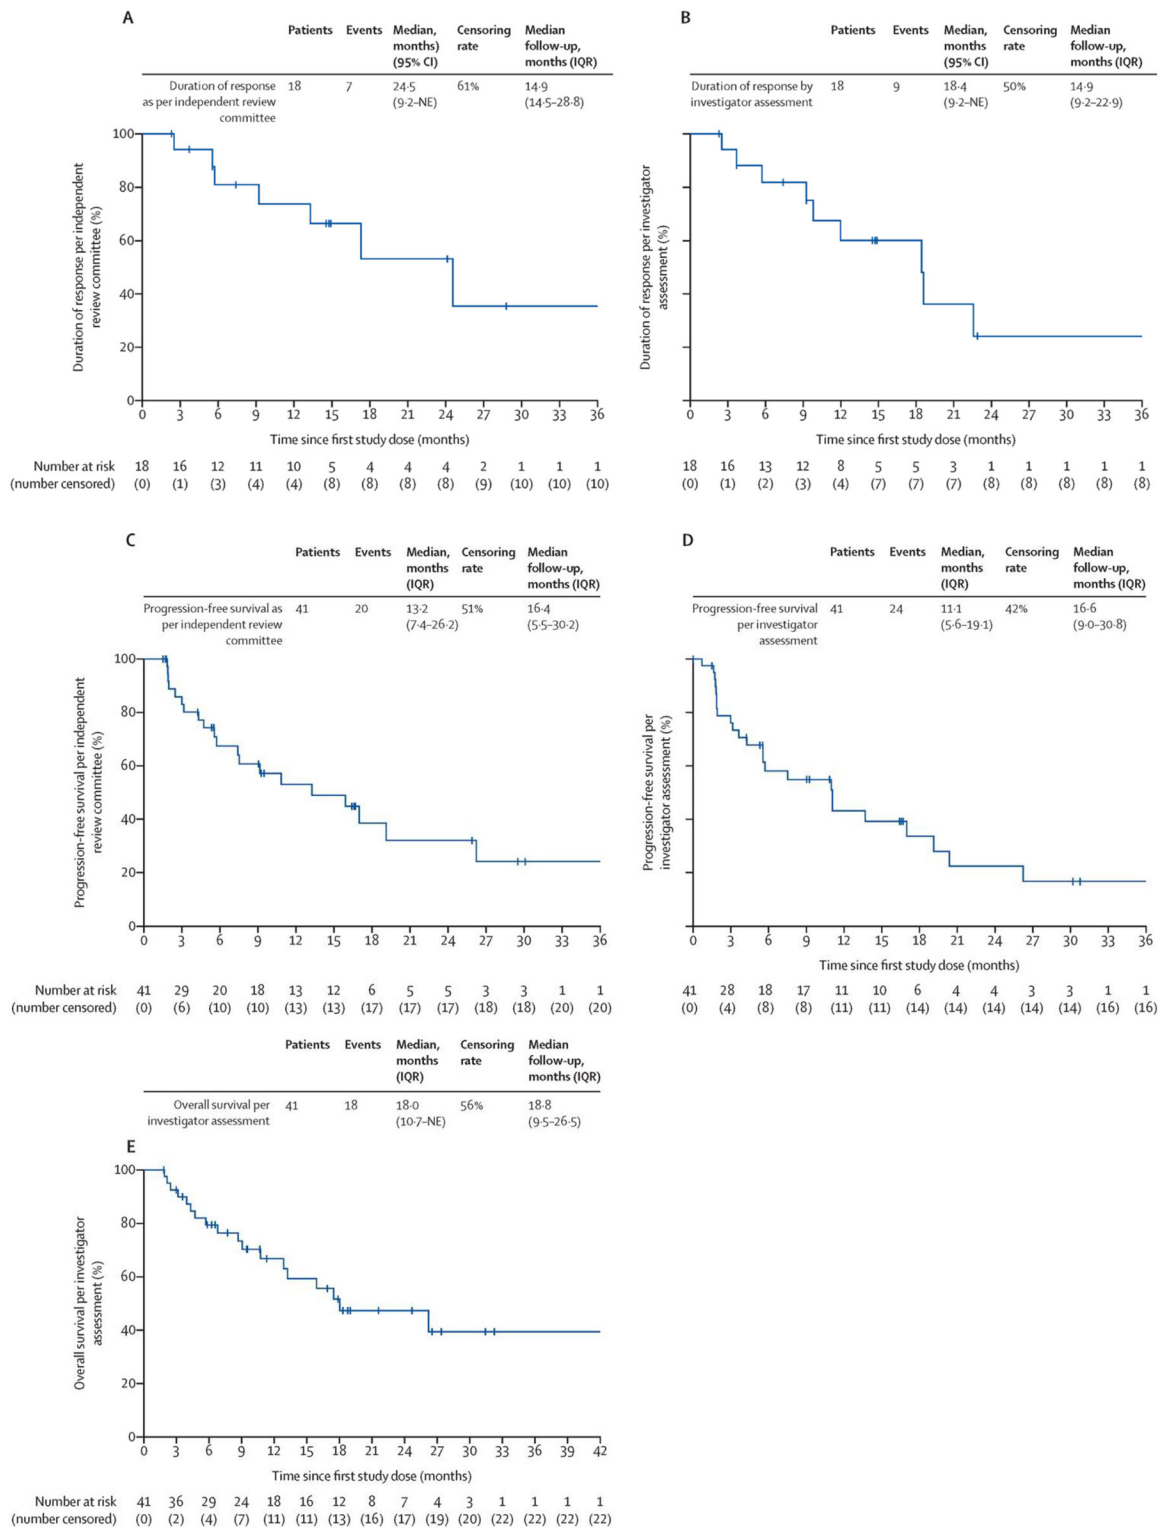 A
Patients Events Median, Censoring Median
months) rate follow-up,
(95% CI) months (IQR)
Duration of response 18 7 24·5 61% 14·9
as per independent review (9·2–NE) (14·5–28·8)
committee
Duration of response per independent
review committee (%)
100
80
60
40
20
0
0 3 6 9 12 15 18 21 24 27 30 33 36
Time since first study dose (months)
Number at risk 18 16 12 11 10 5 4 4 4 2 1 1 1
(number censored) (0) (1) (3) (4) (4) (8) (8) (8) (8) (9) (10) (10) (10)
B
Patients Events Median, Censoring Median
months rate follow-up,
(95% CI) months (IQR)
Duration of response by 18 9 18·4 50% 14·9
investigator assessment (9·2–NE) (9·2–22·9)
Duration of response per investigator
assessment (%)
0 3 6 9 12 15 18 21 24 27 30 33 36
Time since first study dose (months)
18 16 13 12 8 5 5 3 1 1 1 1 1
(0) (1) (2) (3) (4) (7) (7) (7) (8) (8) (8) (8) (8)
C
Patients Events Median, Censoring Median
months rate follow-up,
(IQR) months (IQR)
Progression-free survival as 41 20 13·2 51% 16·4
per independent review (7·4–26·2) (5·5–30·2)
committee
Progression-free survival per independent
review committee (%)
100
80
60
40
20
0
0 3 6 9 12 15 18 21 24 27 30 33 36
Number at risk 41 29 20 18 13 12 6 5 5 3 3 1 1
(number censored) (0) (6) (10) (10) (13) (13) (17) (17) (17) (18) (18) (20) (20)
D
Patients Events Median, Censoring Median
months rate follow-up,
(IQR) months (IQR)
Progression-free survival 41 24 11·1 42% 16·6
per investigator (5·6–19·1) (9·0–30·8)
assessment
Progression-free survival per
investigator assessment (%)
0 3 6 9 12 15 18 21 24 27 30 33 36
Time since first study dose (months)
41 28 18 17 11 10 6 4 4 3 3 1 1
(0) (4) (8) (8) (11) (11) (14) (14) (14) (14) (14) (16) (16)
Patients Events Median, Censoring Median
months rate follow-up,
(IQR) months (IQR)
Overall survival per 41 18 18·0 56% 18·8
investigator assessment (10·7–NE) (9·5–26·5)
E
Overall survival per investigator
assessment (%)
100
80
60
40
20
0
0 3 6 9 12 15 18 21 24 27 30 33 36 39 42
Time since first study dose (months)
Number at risk 41 36 29 24 18 16 12 8 7 4 3 1 1 1 1
(number censored) (0) (2) (4) (7) (11) (11) (13) (16) (17) (19) (20) (22) (22) (22) (22)